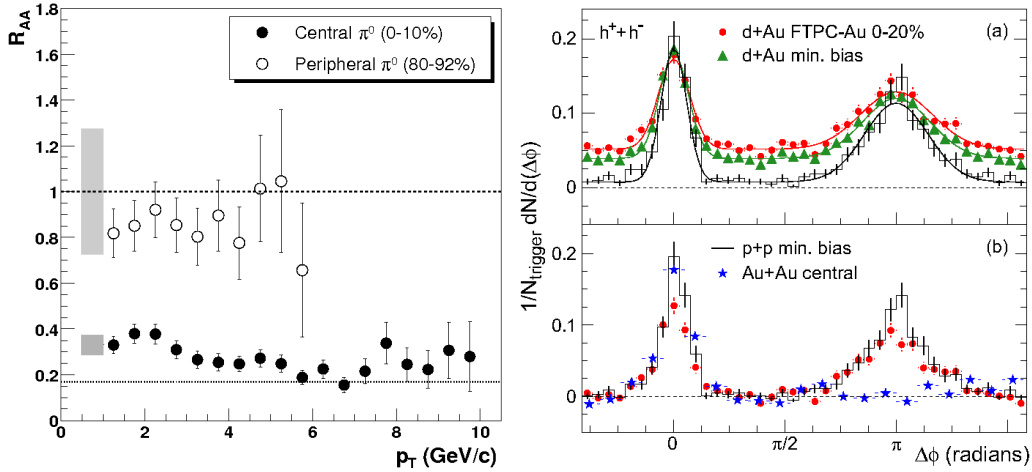 R_AA
1.8
1.6
1.4
1.2
1
0.8
0.6
0.4
0.2
0
Central π⁰ (0-10%)
Peripheral π⁰ (80-92%)
0 2 4 6 8 10
p_T (GeV/c)
1/N_trigger dN/d(Δϕ)
h⁺+ h⁻
(a)
d+Au FTPC-Au 0-20%
d+Au min. bias
0.2
0.1
0
(b)
p+p min. bias
Au+Au central
0.2
0.1
0
0 π/2 π
Δϕ (radians)